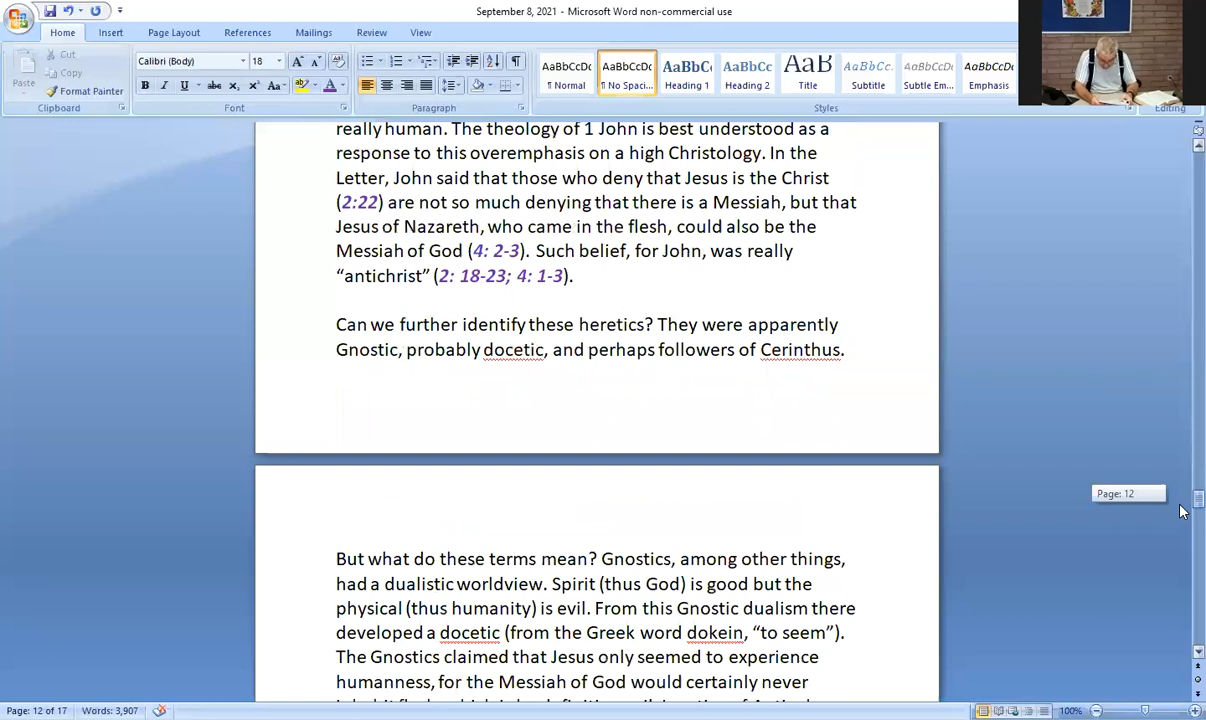 September 8, 2021 - Microsoft Word non-commercial use
Home Insert Page Layout References Mailings Review View
Cut
Copy
Paste
Format Painter
Clipboard
Calibri (Body) 18
Font
Paragraph
AaBbCcDc AaBbCcDc AaBbC AaBbCc AaB AaBbCc AaBbCcDc AaBbCcDc
¶ Normal ¶ No Spaci... Heading 1 Heading 2 Title Subtitle Subtle Em... Emphasis
Styles
Editing
really human. The theology of 1 John is best understood as a
response to this overemphasis on a high Christology. In the
Letter, John said that those who deny that Jesus is the Christ
(2:22) are not so much denying that there is a Messiah, but that
Jesus of Nazareth, who came in the flesh, could also be the
Messiah of God (4: 2-3). Such belief, for John, was really
“antichrist” (2: 18-23; 4: 1-3).
Can we further identify these heretics? They were apparently
Gnostic, probably docetic, and perhaps followers of Cerinthus.
Page: 12
But what do these terms mean? Gnostics, among other things,
had a dualistic worldview. Spirit (thus God) is good but the
physical (thus humanity) is evil. From this Gnostic dualism there
developed a docetic (from the Greek word dokein, “to seem”).
The Gnostics claimed that Jesus only seemed to experience
humanness, for the Messiah of God would certainly never
Page: 12 of 17 Words: 3,907 100%